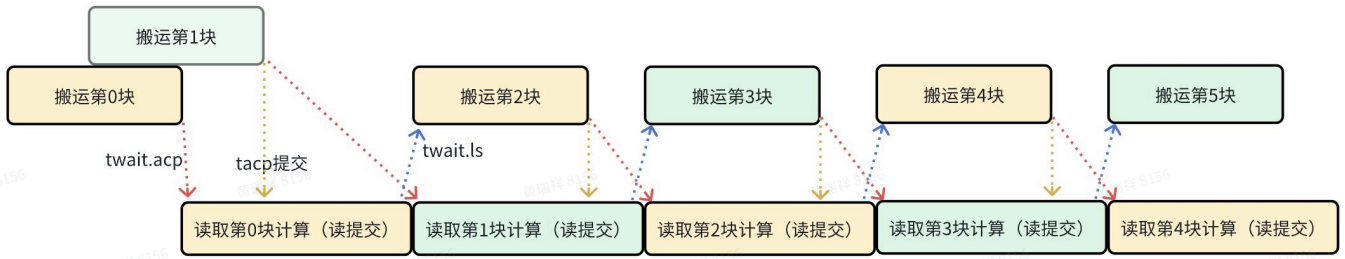 搬运第1块
搬运第0块
搬运第2块
搬运第3块
搬运第4块
搬运第5块
twait.acp
tacp提交
twait.ls
读取第0块计算（读提交）
读取第1块计算（读提交）
读取第2块计算（读提交）
读取第3块计算（读提交）
读取第4块计算（读提交）